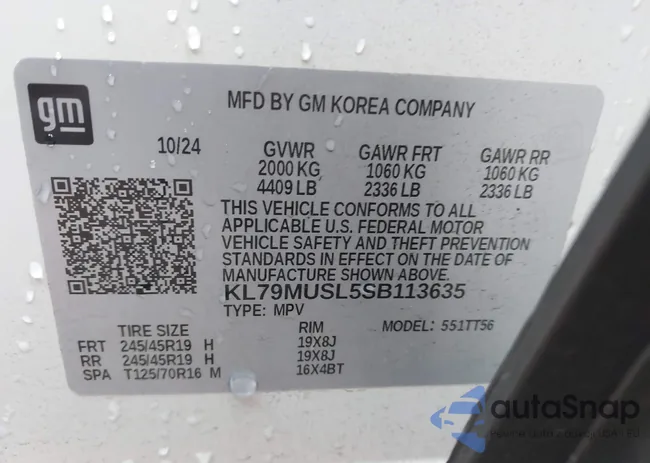 gm
MFD BY GM KOREA COMPANY
10/24 GVWR GAWR FRT GAWR RR
2000 KG 1060 KG 1060 KG
4409 LB 2336 LB 2336 LB
THIS VEHICLE CONFORMS TO ALL
APPLICABLE U.S. FEDERAL MOTOR
VEHICLE SAFETY AND THEFT PREVENTION
STANDARDS IN EFFECT ON THE DATE OF
MANUFACTURE SHOWN ABOVE.
KL79MUSL5SB113635
TYPE: MPV
TIRE SIZE RIM MODEL: 551TT56
FRT 245/45R19 H 19X8J
RR 245/45R19 H 19X8J
SPA T125/70R16 M 16X4BT
autaSnap